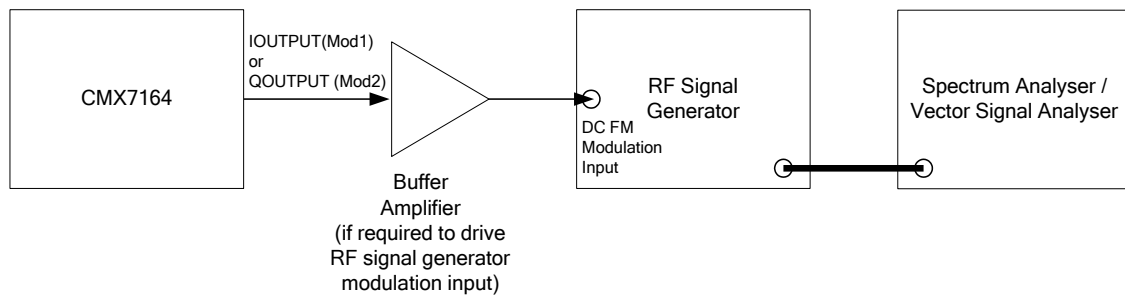 CMX7164
IOUTPUT(Mod1)
or
QOUTPUT (Mod2)
Buffer
Amplifier
(if required to drive
RF signal generator
modulation input)
RF Signal
Generator
DC FM
Modulation
Input
Spectrum Analyser /
Vector Signal Analyser